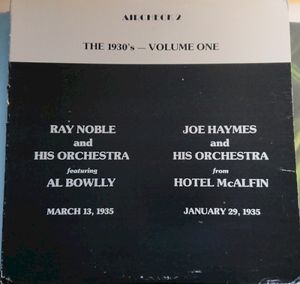 AIRCHECK 2
THE 1930's — VOLUME ONE
RAY NOBLE
and
HIS ORCHESTRA
featuring
AL BOWLLY
MARCH 13, 1935
JOE HAYMES
and
HIS ORCHESTRA
from
HOTEL McALFIN
JANUARY 29, 1935